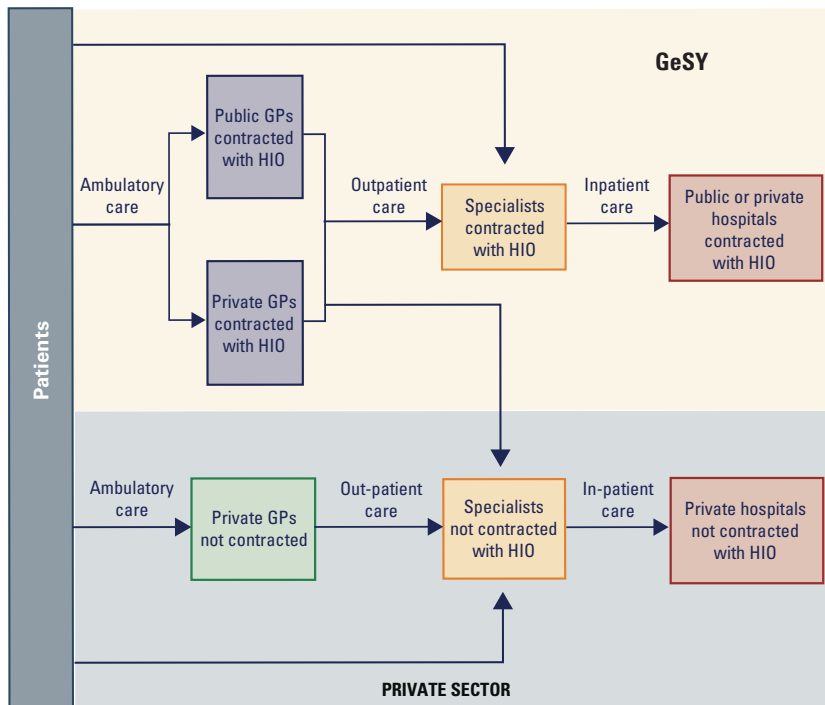 Patients
GeSY
Ambulatory
care
Public GPs
contracted
with HIO
Private GPs
contracted
with HIO
Outpatient
care
Specialists
contracted
with HIO
Inpatient
care
Public or private
hospitals
contracted
with HIO
Ambulatory
care
Private GPs
not contracted
Out-patient
care
Specialists
not contracted
with HIO
In-patient
care
Private hospitals
not contracted
with HIO
PRIVATE SECTOR